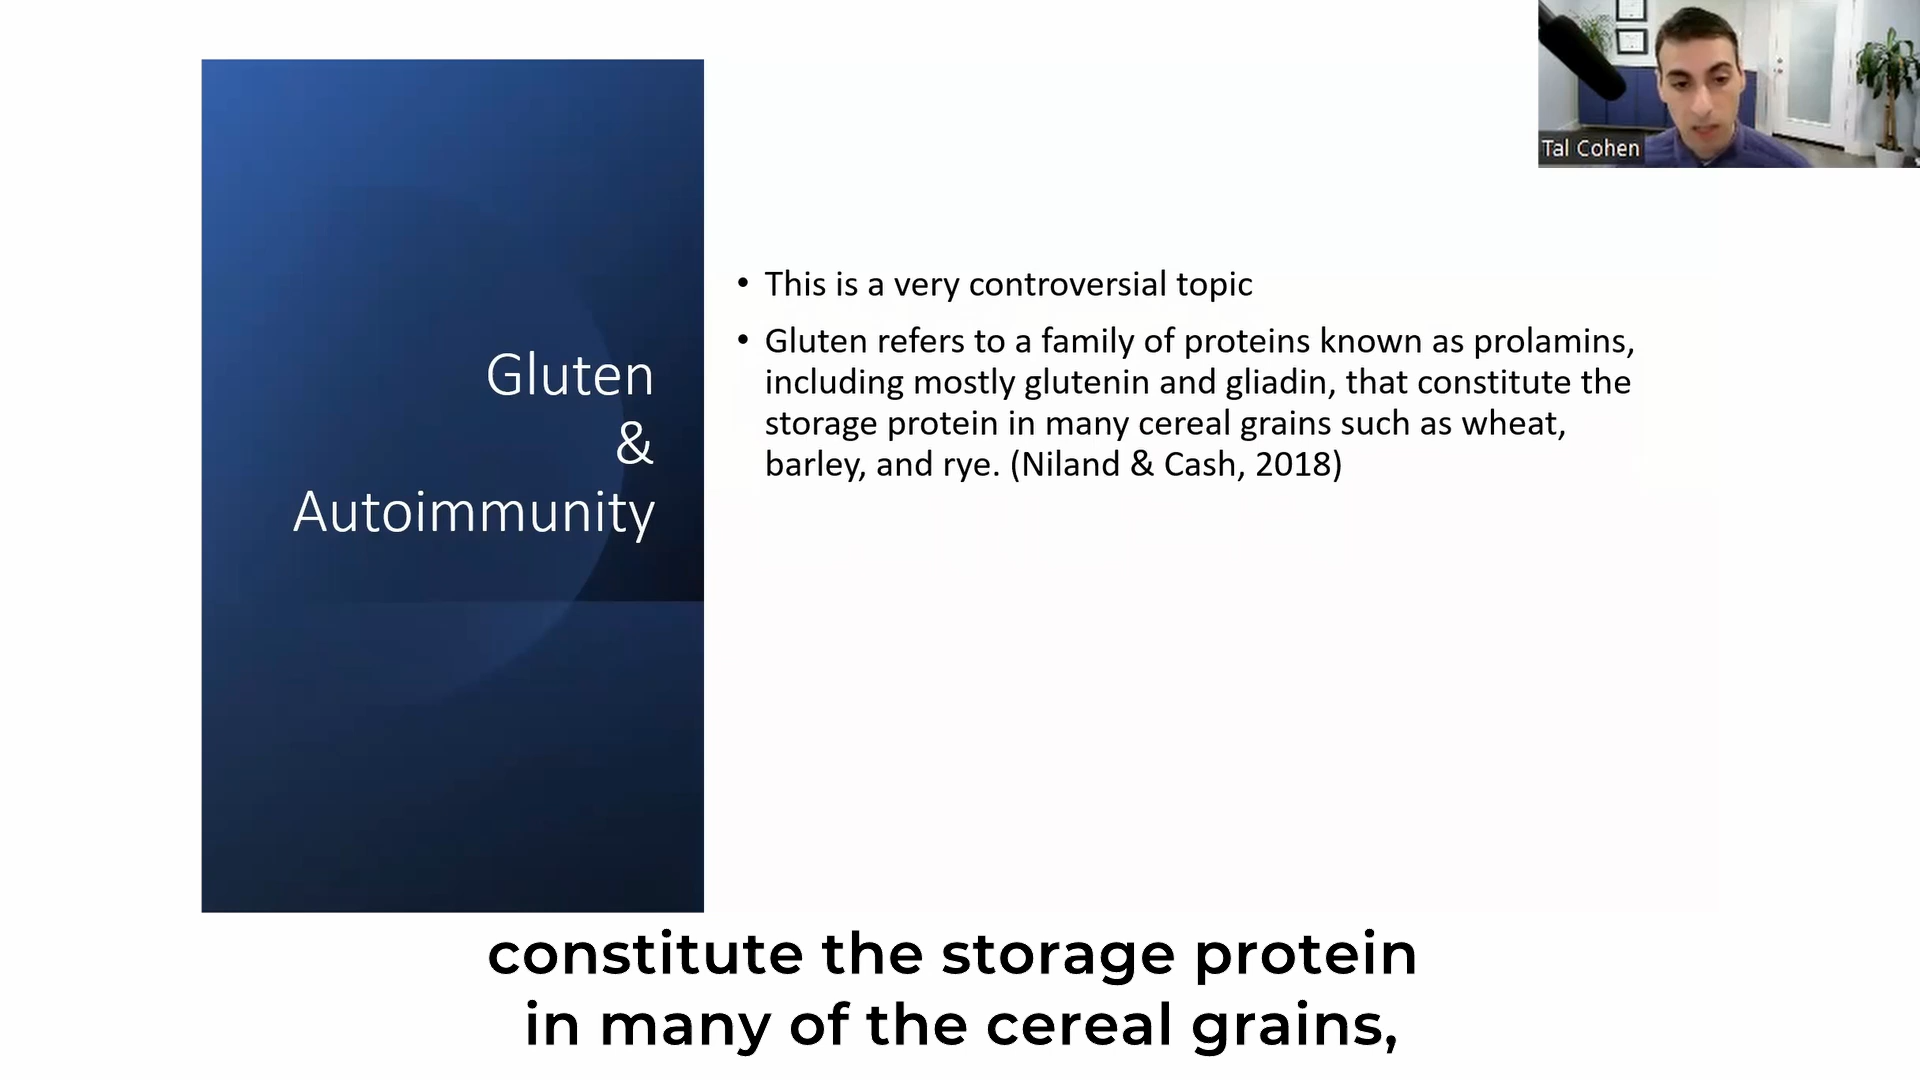 Tal Cohen
Gluten
&
Autoimmunity
• This is a very controversial topic
• Gluten refers to a family of proteins known as prolamins,
including mostly glutenin and gliadin, that constitute the
storage protein in many cereal grains such as wheat,
barley, and rye. (Niland & Cash, 2018)
constitute the storage protein
in many of the cereal grains,